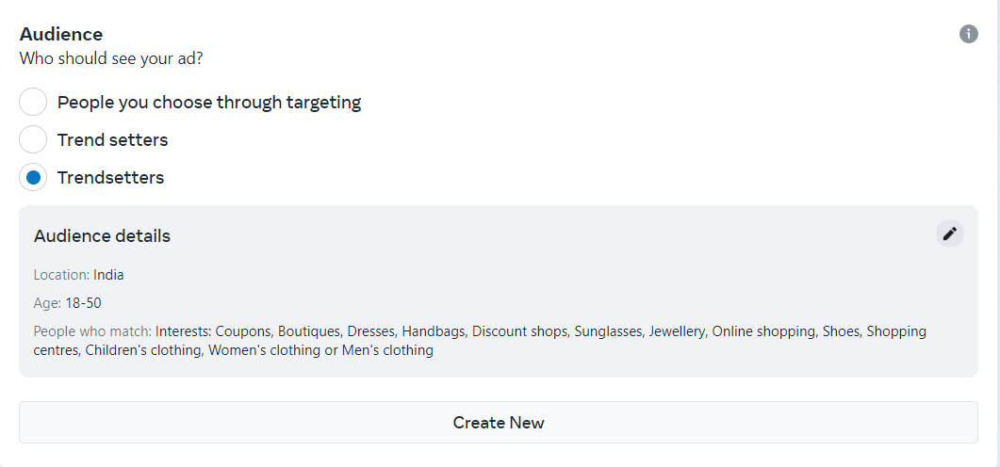 Audience
Who should see your ad?
People you choose through targeting
Trend setters
Trendsetters
Audience details
Location: India
Age: 18-50
People who match: Interests: Coupons, Boutiques, Dresses, Handbags, Discount shops, Sunglasses, Jewellery, Online shopping, Shoes, Shopping
centres, Children's clothing, Women's clothing or Men's clothing
Create New